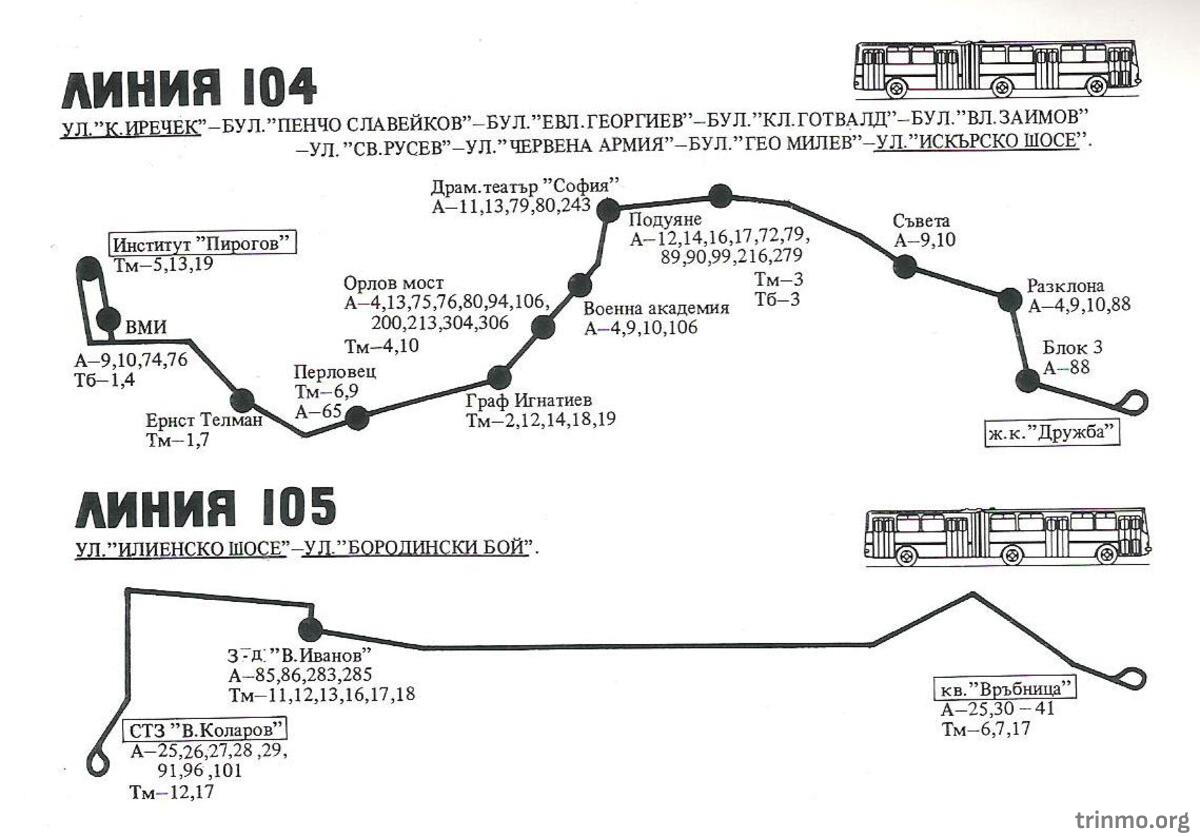 ЛИНИЯ 104
УЛ."К.ИРЕЧЕК"–БУЛ."ПЕНЧО СЛАВЕЙКОВ"–БУЛ."ЕВЛ.ГЕОРГИЕВ"–БУЛ."КЛ.ГОТВАЛД"–БУЛ."ВЛ.ЗАИМОВ"
–УЛ."СВ.РУСЕВ"–УЛ."ЧЕРВЕНА АРМИЯ"–БУЛ."ГЕО МИЛЕВ"–УЛ."ИСКЪРСКО ШОСЕ".
Институт "Пирогов"
Тм–5,13,19
ВМИ
А–9,10,74,76
Тб–1,4
Ернст Телман
Тм–1,7
Перловец
Тм–6,9
А–65
Граф Игнатиев
Тм–2,12,14,18,19
Орлов мост
А–4,13,75,76,80,94,106,
200,213,304,306
Тм–4,10
Военна академия
А–4,9,10,106
Драм.театър "София"
А–11,13,79,80,243
Подуяне
А–12,14,16,17,72,79,
89,90,99,216,279
Тм–3
Тб–3
Съвета
А–9,10
Разклона
А–4,9,10,88
Блок 3
А–88
ж.к."Дружба"
ЛИНИЯ 105
УЛ."ИЛИЕНСКО ШОСЕ"–УЛ."БОРОДИНСКИ БОЙ".
З-д."В.Иванов"
А–85,86,283,285
Тм–11,12,13,16,17,18
СТЗ "В.Коларов"
А–25,26,27,28,29,
91,96,101
Тм–12,17
кв."Връбница"
А–25,30–41
Тм–6,7,17
trinmo.org